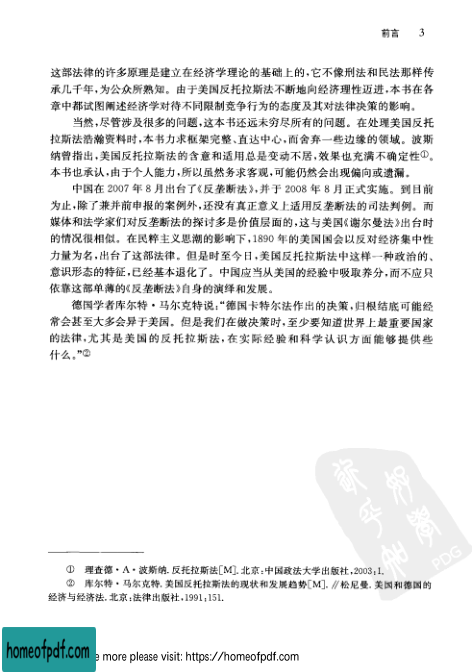 前言 3
这部法律的许多原理是建立在经济学理论的基础上的,它不像刑法和民法那样传
承几千年,为公众所熟知。由于美国反托拉斯法不断地向经济理性迈进,本书在各
章中都试图阐述经济学对待不同限制竞争行为的态度及其对法律决策的影响。
当然,尽管涉及很多的问题,这本书还远未穷尽所有的问题。在处理美国反托
拉斯法浩瀚资料时,本书力求框架完整、直达中心,而舍弃一些边缘的领域。波斯
纳曾指出,美国反托拉斯法的含意和适用总是变动不居,效果也充满不确定性①。
本书也承认,由于个人能力,所以虽然务求客观,可能仍然会出现偏向或遗漏。
中国在 2007 年 8 月出台了《反垄断法》,并于 2008 年 8 月正式实施。到目前
为止,除了兼并前申报的案例外,还没有真正意义上适用反垄断法的司法判例。而
媒体和法学家们对反垄断法的探讨多是价值层面的,这与美国《谢尔曼法》出台时
的情况很相似。在民粹主义思潮的影响下,1890 年的美国国会以反对经济集中性
力量为名,出台了这部法律。但是时至今日,美国反托拉斯法中这样一种政治的、
意识形态的特征,已经基本退化了。中国应当从美国的经验中吸取养分,而不应只
依靠这部单薄的《反垄断法》自身的演绎和发展。
德国学者库尔特・马尔克特说:“德国卡特尔法作出的决策,归根结底可能经
常会甚至大多会异于美国。但是我们在做决策时,至少要知道世界上最重要国家
的法律,尤其是美国的反托拉斯法,在实际经验和科学认识方面能够提供些
什么。”②
① 理查德・A・波斯纳. 反托拉斯法[M]. 北京:中国政法大学出版社,2003:1.
② 库尔特・马尔克特. 美国反托拉斯法的现状和发展趋势[M]. //松尼曼. 美国和德国的
经济与经济法. 北京:法律出版社,1991:151.
PDG
homeofpdf.com
e more please visit: https://homeofpdf.com